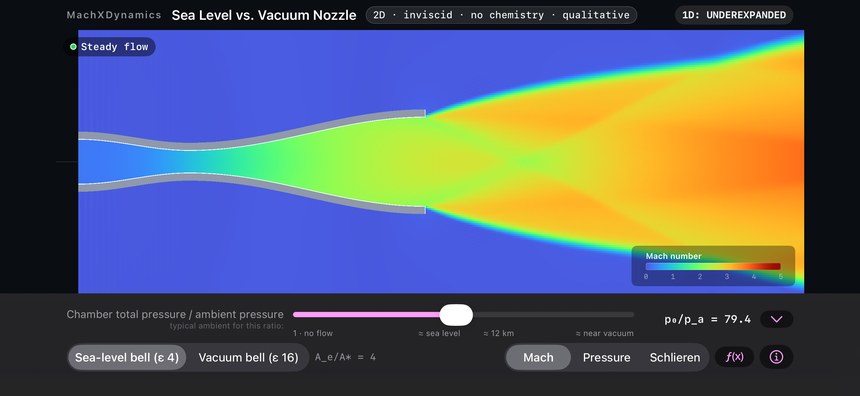 MachXDynamics Sea Level vs. Vacuum Nozzle 2D · inviscid · no chemistry · qualitative 1D: UNDEREXPANDED
Steady flow
Mach number
0 1 2 3 4 5
Chamber total pressure / ambient pressure
typical ambient for this ratio:
p₀/p_a = 79.4
1 · no flow ≈ sea level ≈ 12 km ≈ near vacuum
Sea-level bell (ε 4) Vacuum bell (ε 16) A_e/A* = 4 Mach Pressure Schlieren ƒ(x)